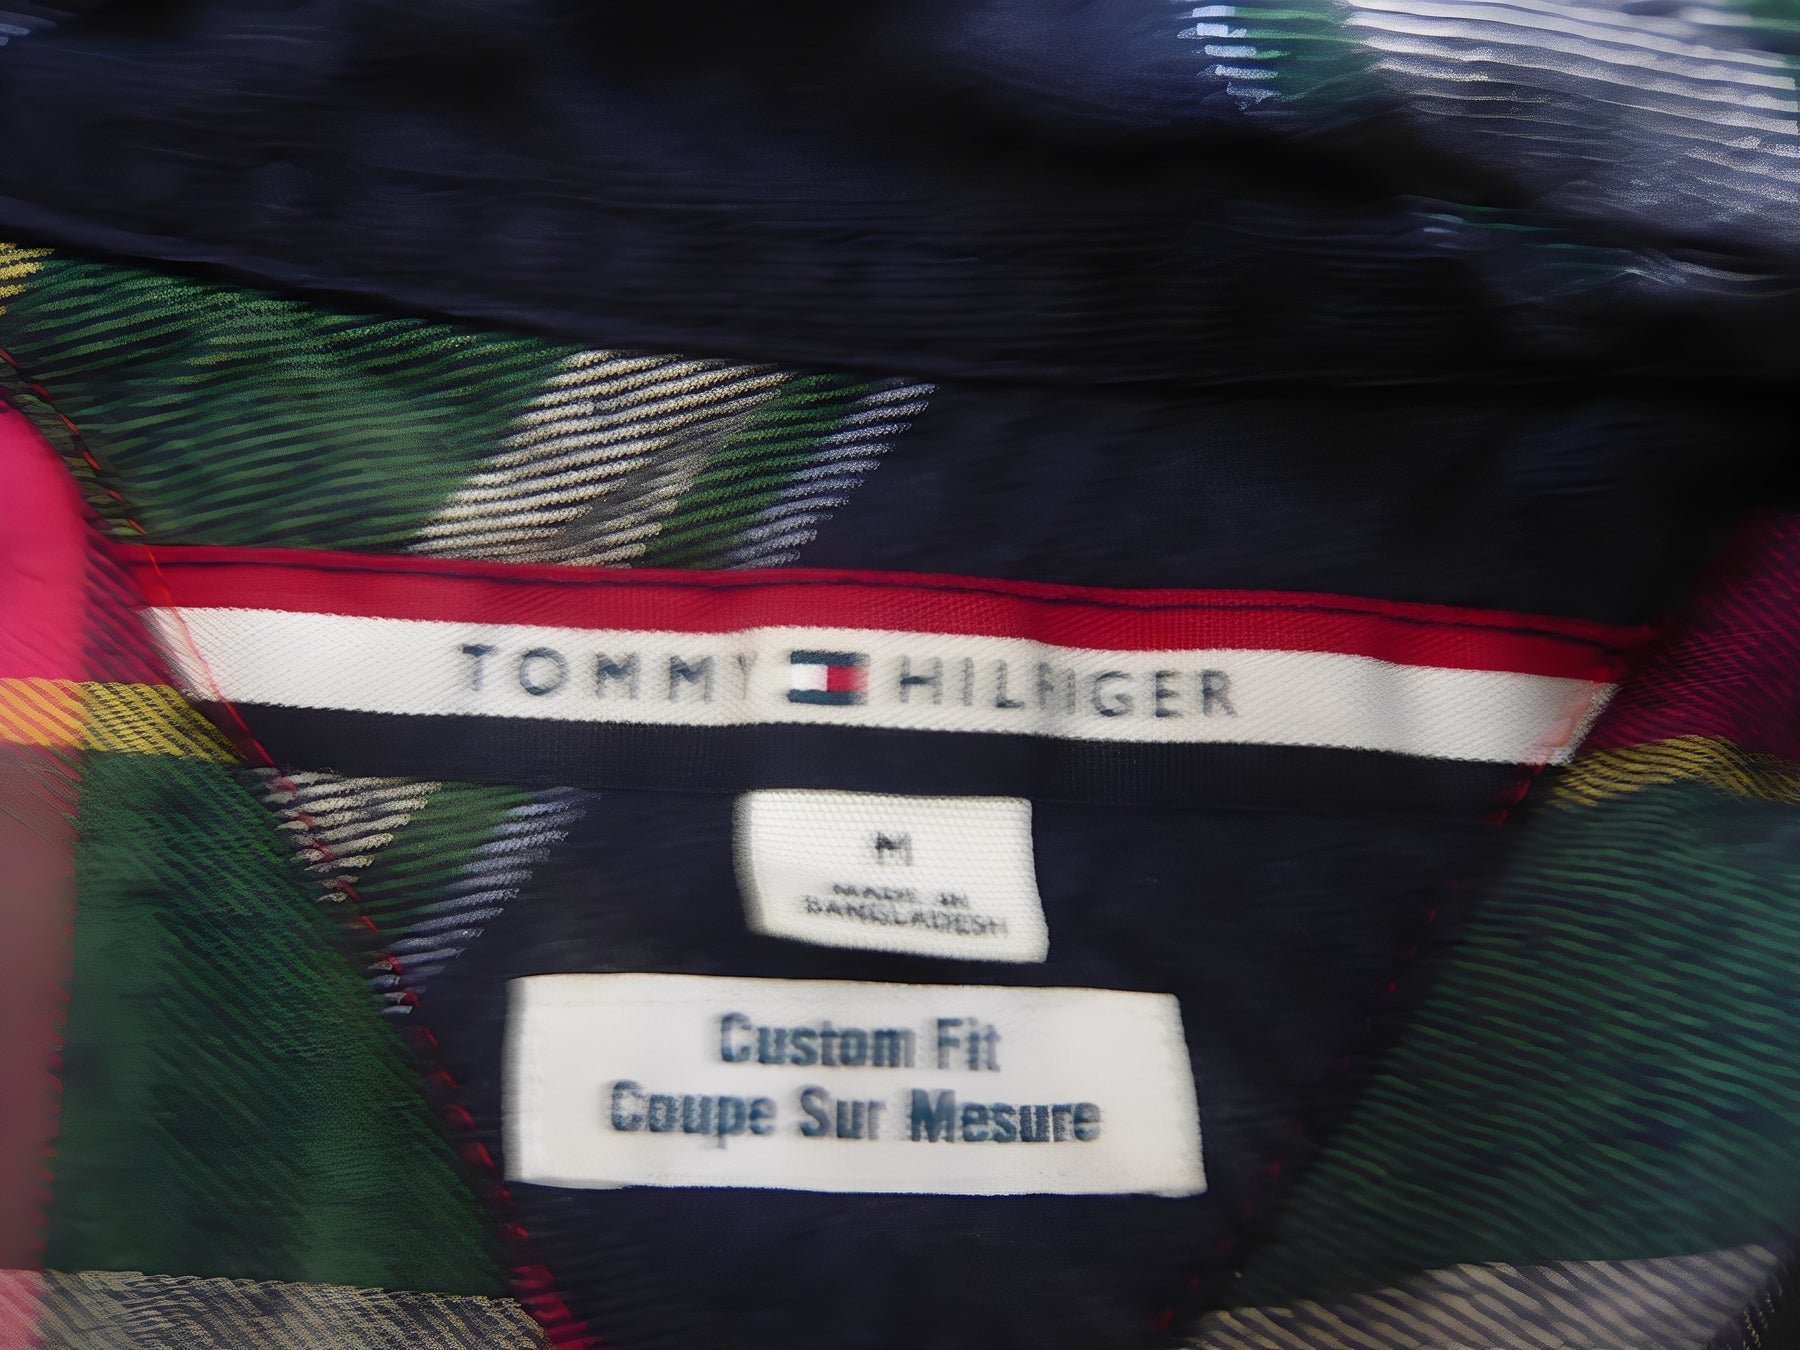 TOMMY HILFIGER
M
MADE IN
BANGLADESH
Custom Fit
Coupe Sur Mesure